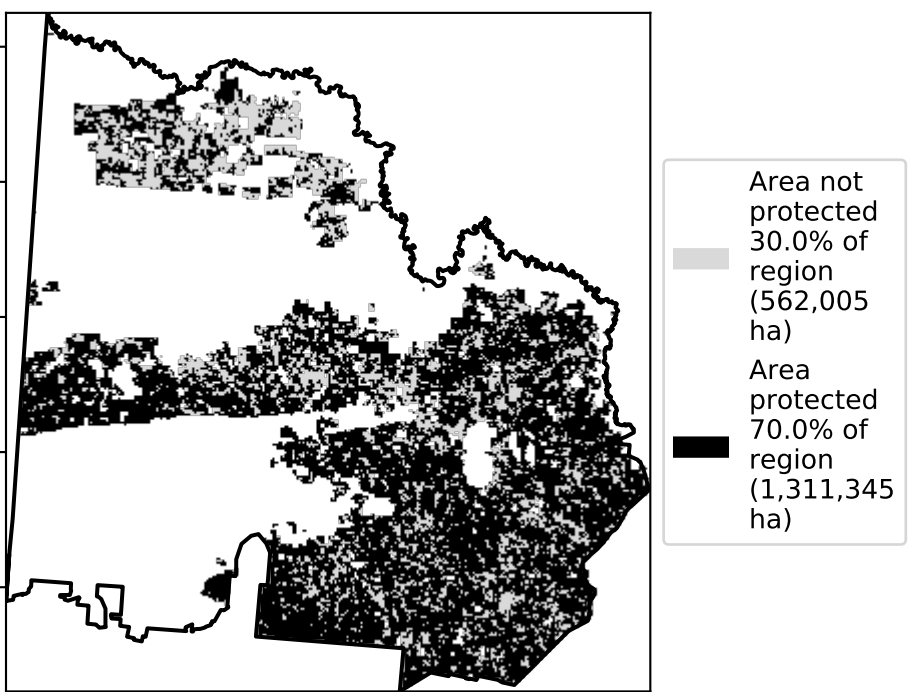 Area not
protected
30.0% of
region
(562,005
ha)
Area
protected
70.0% of
region
(1,311,345
ha)